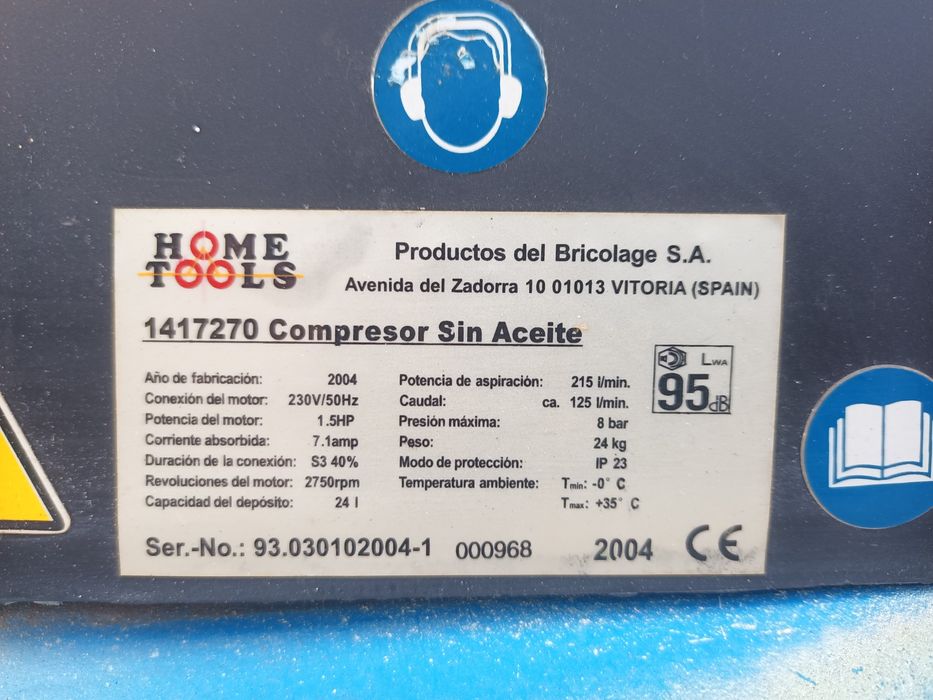 HOME
TOOLS
Productos del Bricolage S.A.
Avenida del Zadorra 10 01013 VITORIA (SPAIN)
1417270 Compresor Sin Aceite
Año de fabricación: 2004
Conexión del motor: 230V/50Hz
Potencia del motor: 1.5HP
Corriente absorbida: 7.1amp
Duración de la conexión: S3 40%
Revoluciones del motor: 2750rpm
Capacidad del depósito: 24 l
Potencia de aspiración: 215 l/min.
Caudal: ca. 125 l/min.
Presión máxima: 8 bar
Peso: 24 kg
Modo de protección: IP 23
Temperatura ambiente: Tmin: -0° C
Tmax: +35° C
LWA
95dB
Ser.-No.: 93.030102004-1 000968 2004 CE